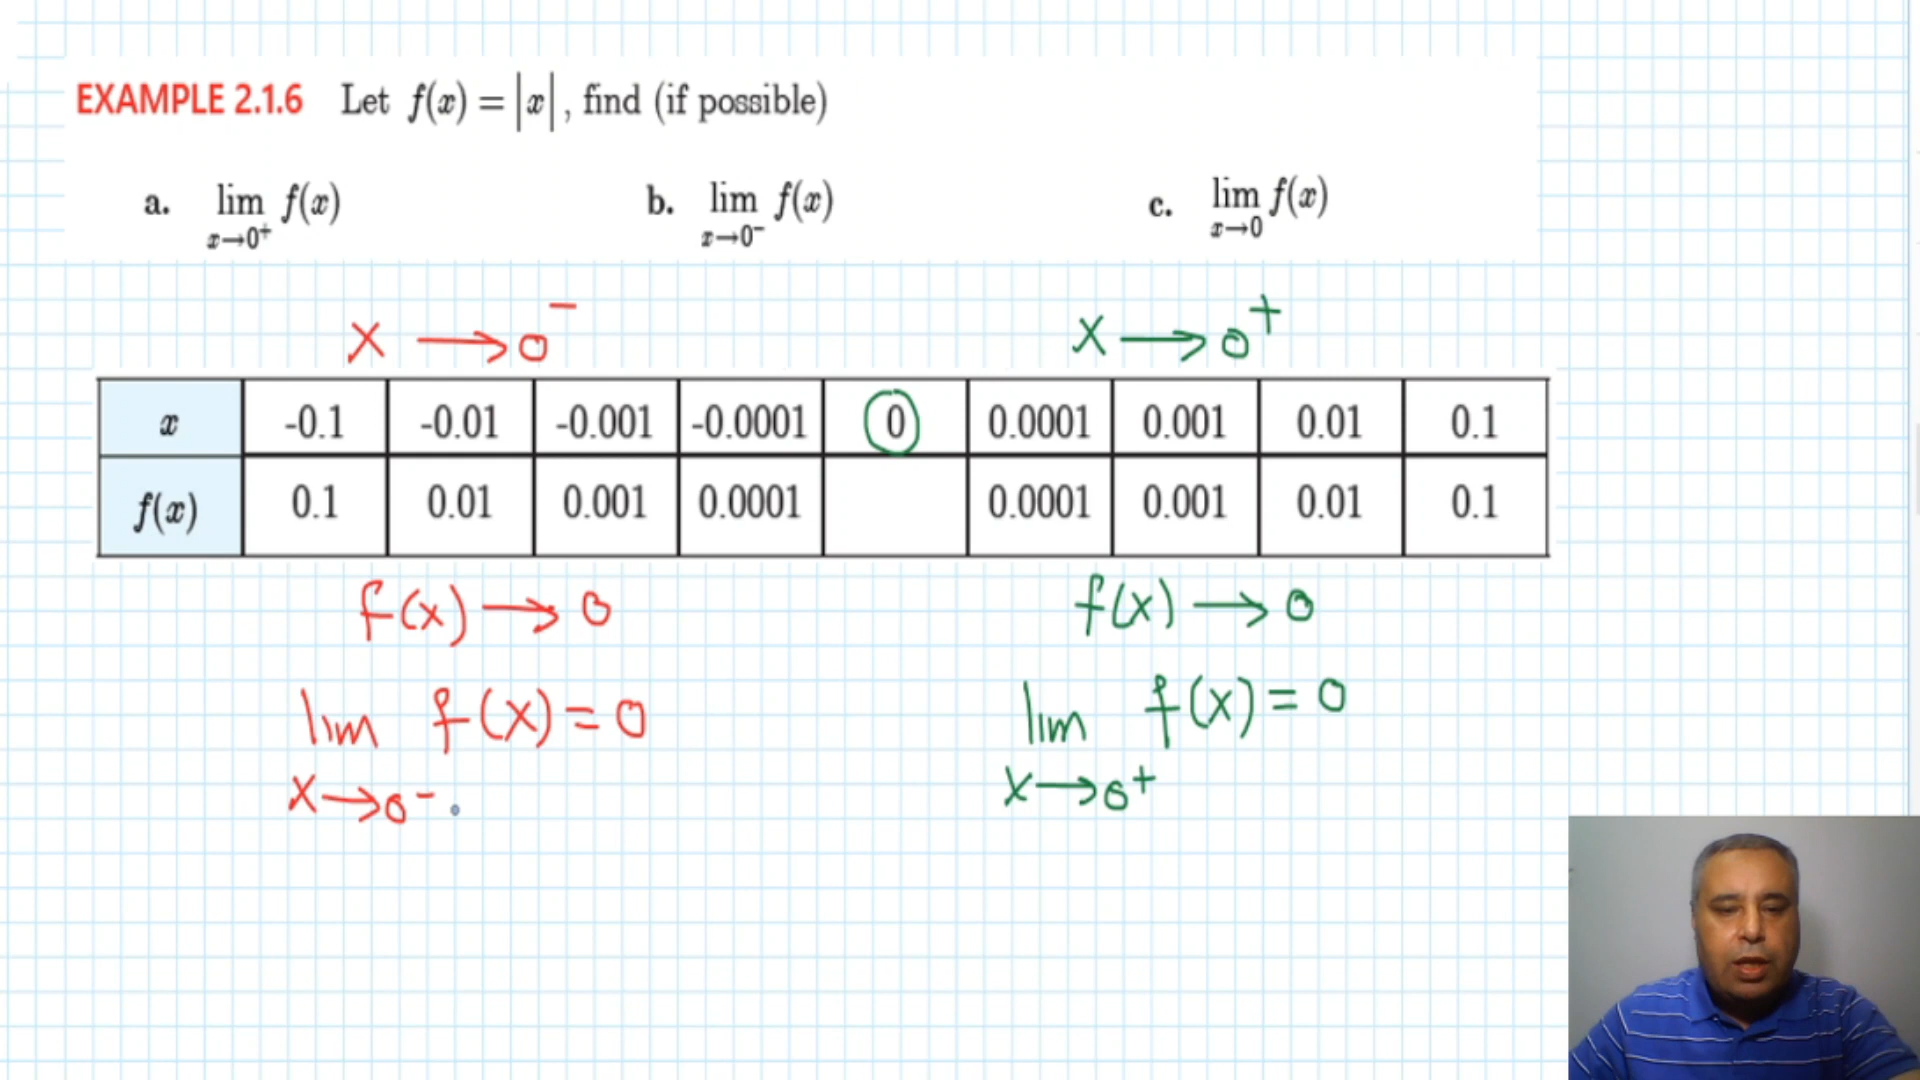 EXAMPLE 2.1.6 Let f(x) = |x|, find (if possible)
a. lim f(x) b. lim f(x) c. lim f(x)
x→0⁺ x→0⁻ x→0
x → 0⁻ x → 0⁺
x -0.1 -0.01 -0.001 -0.0001 0 0.0001 0.001 0.01 0.1
f(x) 0.1 0.01 0.001 0.0001 0.0001 0.001 0.01 0.1
f(x) → 0 f(x) → 0
lim f(x) = 0 lim f(x) = 0
x → 0⁻ x → 0⁺